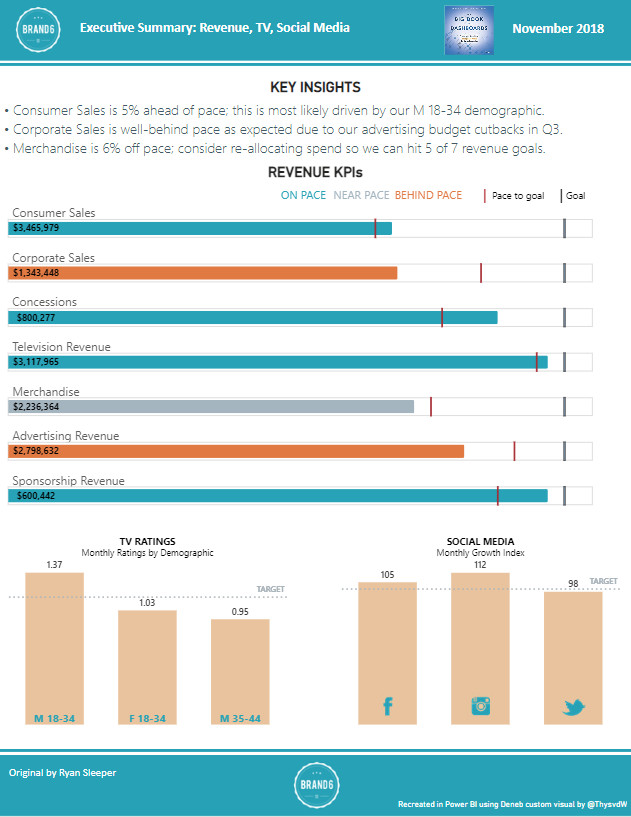 BRAND6
Executive Summary: Revenue, TV, Social Media
BIG BOOK
DASHBOARDS
November 2018
KEY INSIGHTS
• Consumer Sales is 5% ahead of pace; this is most likely driven by our M 18-34 demographic.
• Corporate Sales is well-behind pace as expected due to our advertising budget cutbacks in Q3.
• Merchandise is 6% off pace; consider re-allocating spend so we can hit 5 of 7 revenue goals.
REVENUE KPIs
ON PACE NEAR PACE BEHIND PACE Pace to goal Goal
Consumer Sales
$3,465,979
Corporate Sales
$1,343,448
Concessions
$800,277
Television Revenue
$3,117,965
Merchandise
$2,236,364
Advertising Revenue
$2,798,632
Sponsorship Revenue
$600,442
TV RATINGS
Monthly Ratings by Demographic
1.37
TARGET
1.03
0.95
M 18-34 F 18-34 M 35-44
SOCIAL MEDIA
Monthly Growth Index
112
105
98 TARGET
Original by Ryan Sleeper
BRAND6
Recreated in Power BI using Deneb custom visual by @ThysvdW